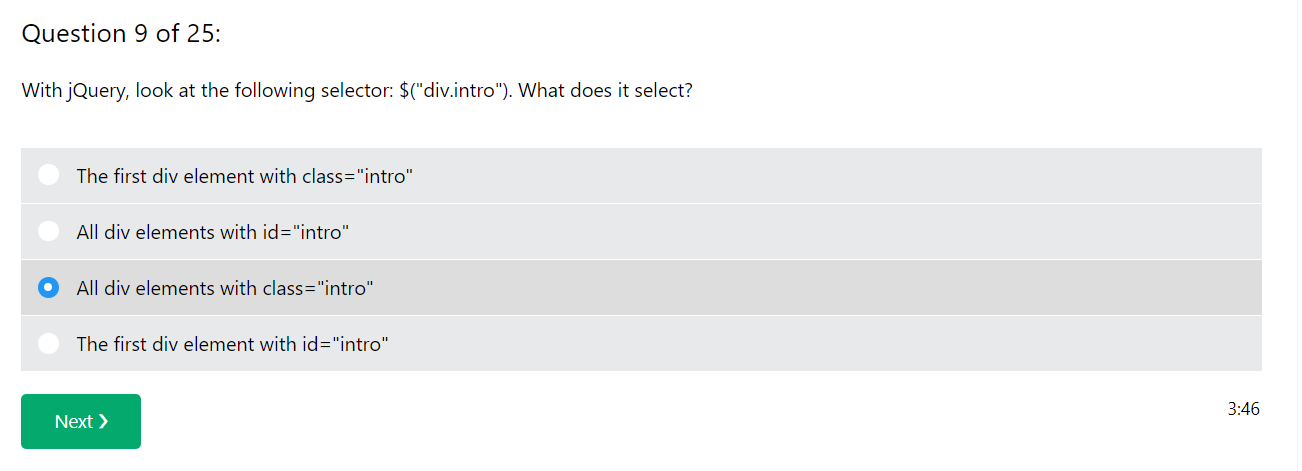 Question 9 of 25:
With jQuery, look at the following selector: $("div.intro"). What does it select?
The first div element with class="intro"
All div elements with id="intro"
All div elements with class="intro"
The first div element with id="intro"
Next ❯
3:46